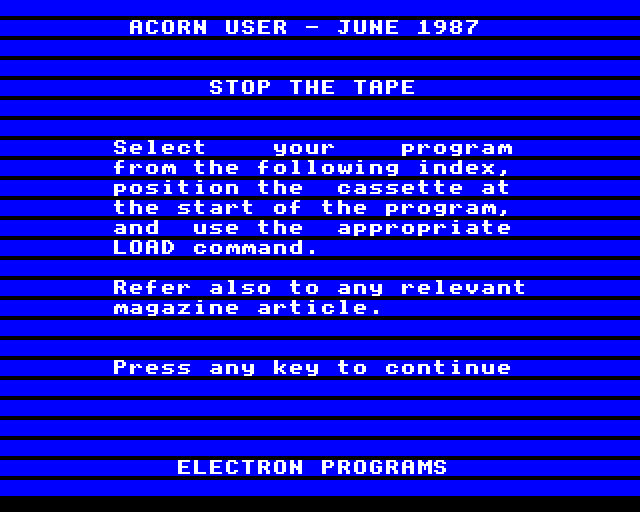 ACORN USER - JUNE 1987
STOP THE TAPE
Select your program
from the following index,
position the cassette at
the start of the program,
and use the appropriate
LOAD command.
Refer also to any relevant
magazine article.
Press any key to continue
ELECTRON PROGRAMS